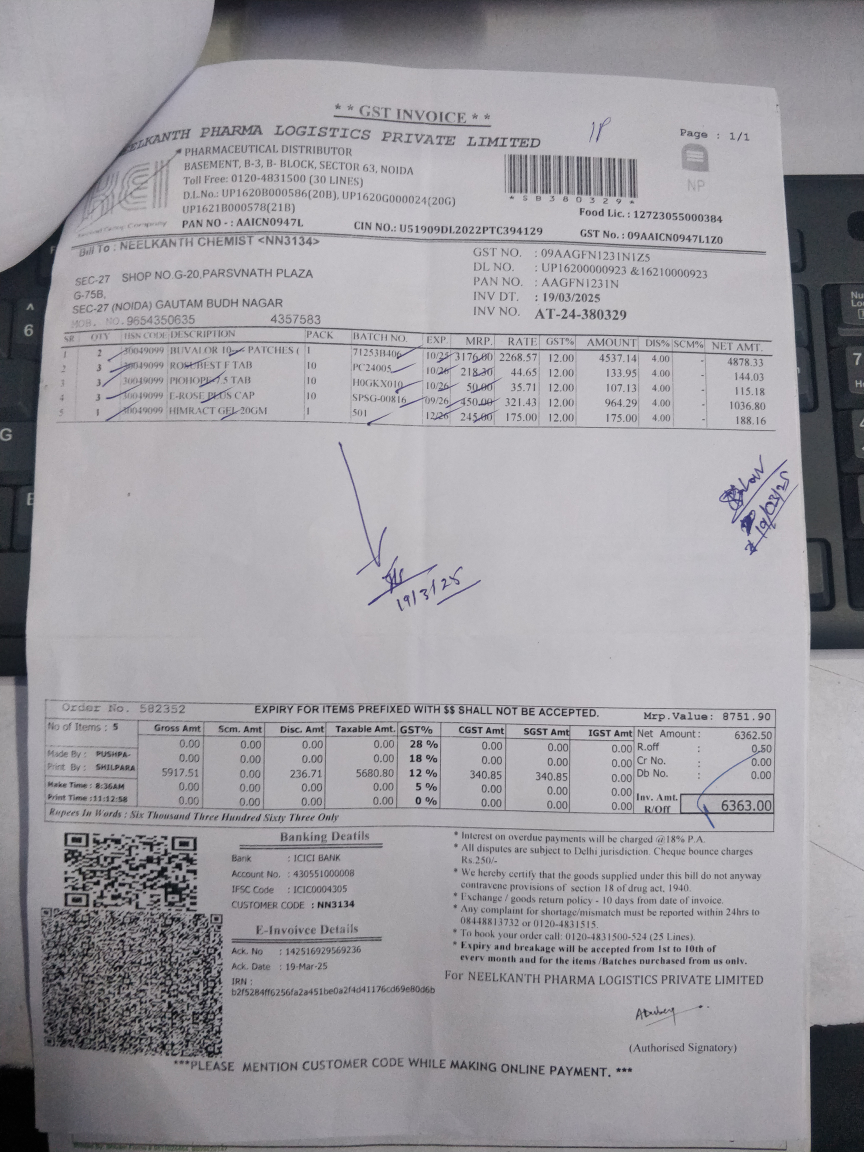 * * GST INVOICE * *
NEELKANTH PHARMA LOGISTICS PRIVATE LIMITED
Page : 1/1
PHARMACEUTICAL DISTRIBUTOR
BASEMENT, B-3, B- BLOCK, SECTOR 63, NOIDA
Toll Free: 0120-4831500 (30 LINES)
D.L.No.: UP1620B000586(20B), UP1620G000024(20G)
UP1621B000578(21B)
PAN NO - : AAICN0947L
CIN NO.: U51909DL2022PTC394129
*5B380329*
NP
Food Lic. : 12723055000384
GST No. : 09AAICN0947L1Z0
Bill To : NEELKANTH CHEMIST <NN3134>
SEC-27 SHOP NO.G-20,PARSVNATH PLAZA
G-75B,
SEC-27 (NOIDA) GAUTAM BUDH NAGAR
MOB. NO.9654350635 4357583
GST NO. : 09AAGFN1231N1Z5
DL NO. : UP16200000923 &16210000923
PAN NO. : AAGFN1231N
INV DT. : 19/03/2025
INV NO. AT-24-380329
SR QTY HSN CODE DESCRIPTION PACK BATCH NO. EXP. MRP. RATE GST% AMOUNT DIS% SCM% NET AMT.
1 2 30049099 BUVALOR 10 PATCHES ( 1 71253B406 10/25 3176.00 2268.57 12.00 4537.14 4.00 - 4878.33
2 3 30049099 ROSUBEST F TAB 10 PC24005 10/26 218.30 44.65 12.00 133.95 4.00 - 144.03
3 3 30049099 PIOHOPE 7.5 TAB 10 H0GKX010 10/26 50.00 35.71 12.00 107.13 4.00 - 115.18
4 3 30049099 E-ROSE PLUS CAP 10 SPSG-00816 09/26 450.00 321.43 12.00 964.29 4.00 - 1036.80
5 1 30049099 HIMRACT GEL 20GM 1 501 12/26 245.00 175.00 12.00 175.00 4.00 - 188.16
19/03/25
19/3/25
Order No. 582352
EXPIRY FOR ITEMS PREFIXED WITH $$ SHALL NOT BE ACCEPTED.
Mrp.Value: 8751.90
No of Items : 5
Made By : PUSHPA-
Print By : SHILPARA
Make Time : 8:36AM
Print Time :11:12:58
Gross Amt Scm. Amt Disc. Amt Taxable Amt. GST% CGST Amt SGST Amt IGST Amt
0.00 0.00 0.00 0.00 28 % 0.00 0.00 0.00
0.00 0.00 0.00 0.00 18 % 0.00 0.00 0.00
5917.51 0.00 236.71 5680.80 12 % 340.85 340.85 0.00
0.00 0.00 0.00 0.00 5 % 0.00 0.00 0.00
0.00 0.00 0.00 0.00 0 % 0.00 0.00 0.00
Net Amount : 6362.50
R.off : 0.50
Cr No. : 0.00
Db No. : 0.00
Inv. Amt. R/Off 6363.00
Rupees In Words : Six Thousand Three Hundred Sixty Three Only
Banking Deatils
Bank : ICICI BANK
Account No. : 430551000008
IFSC Code : ICIC0004305
CUSTOMER CODE : NN3134
E-Invoivce Details
Ack. No : 142516929569236
Ack. Date : 19-Mar-25
IRN :
b2f5284ff6256fa2a451be0a2f4d41176cd69e80d6b
* Interest on overdue payments will be charged @18% P.A.
* All disputes are subject to Delhi jurisdiction. Cheque bounce charges
Rs.250/-
* We hereby certify that the goods supplied under this bill do not anyway
contravene provisions of section 18 of drug act, 1940.
* Exchange / goods return policy - 10 days from date of invoice.
* Any complaint for shortage/mismatch must be reported within 24hrs to
08448813732 or 0120-4831515.
* To book your order call: 0120-4831500-524 (25 Lines).
* Expiry and breakage will be accepted from 1st to 10th of
every month and for the items /Batches purchased from us only.
For NEELKANTH PHARMA LOGISTICS PRIVATE LIMITED
(Authorised Signatory)
***PLEASE MENTION CUSTOMER CODE WHILE MAKING ONLINE PAYMENT. ***